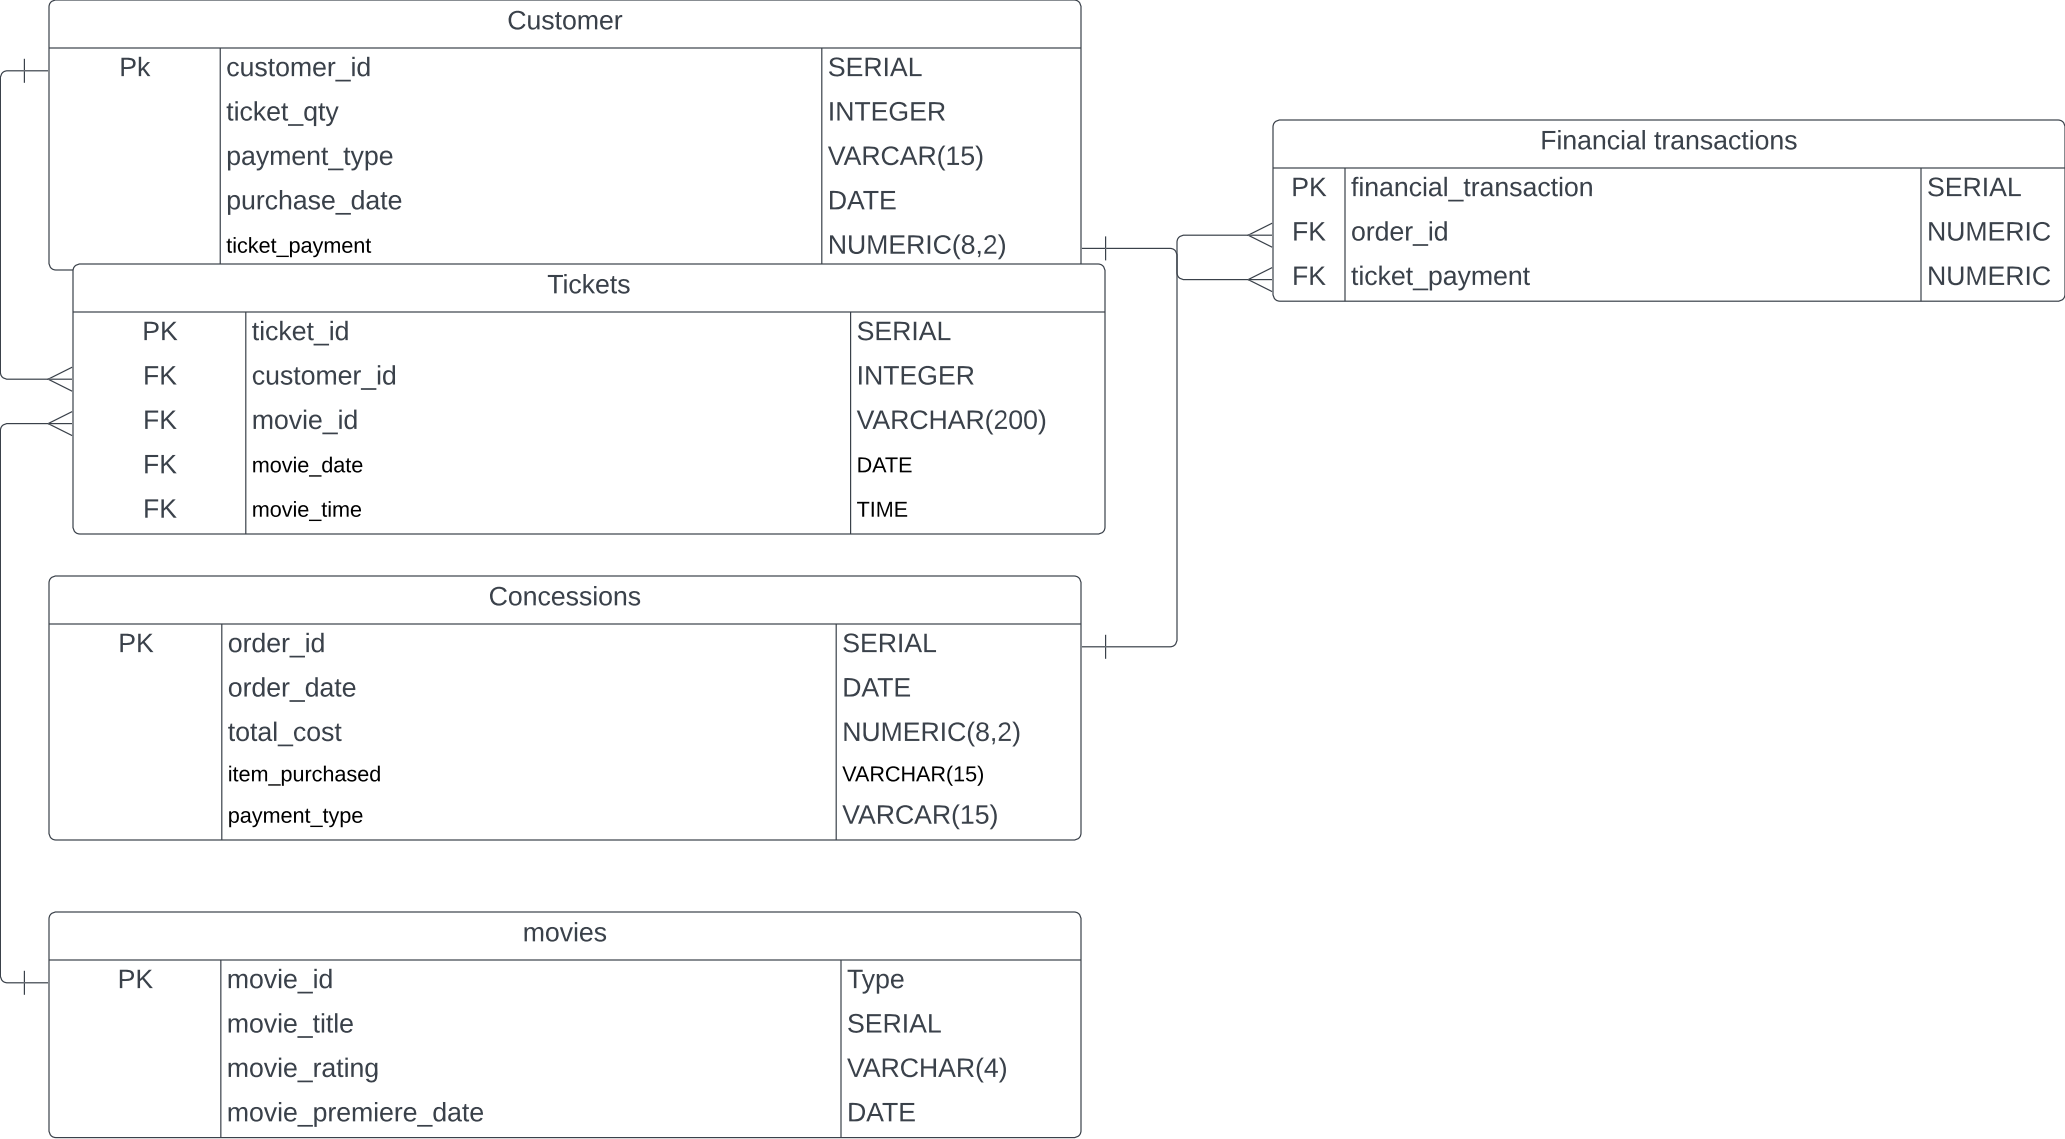 Customer
Pk customer_id SERIAL
ticket_qty INTEGER
payment_type VARCAR(15)
purchase_date DATE
ticket_payment NUMERIC(8,2)
Financial transactions
PK financial_transaction SERIAL
FK order_id NUMERIC
FK ticket_payment NUMERIC
Tickets
PK ticket_id SERIAL
FK customer_id INTEGER
FK movie_id VARCHAR(200)
FK movie_date DATE
FK movie_time TIME
Concessions
PK order_id SERIAL
order_date DATE
total_cost NUMERIC(8,2)
item_purchased VARCHAR(15)
payment_type VARCAR(15)
movies
PK movie_id Type
movie_title SERIAL
movie_rating VARCHAR(4)
movie_premiere_date DATE